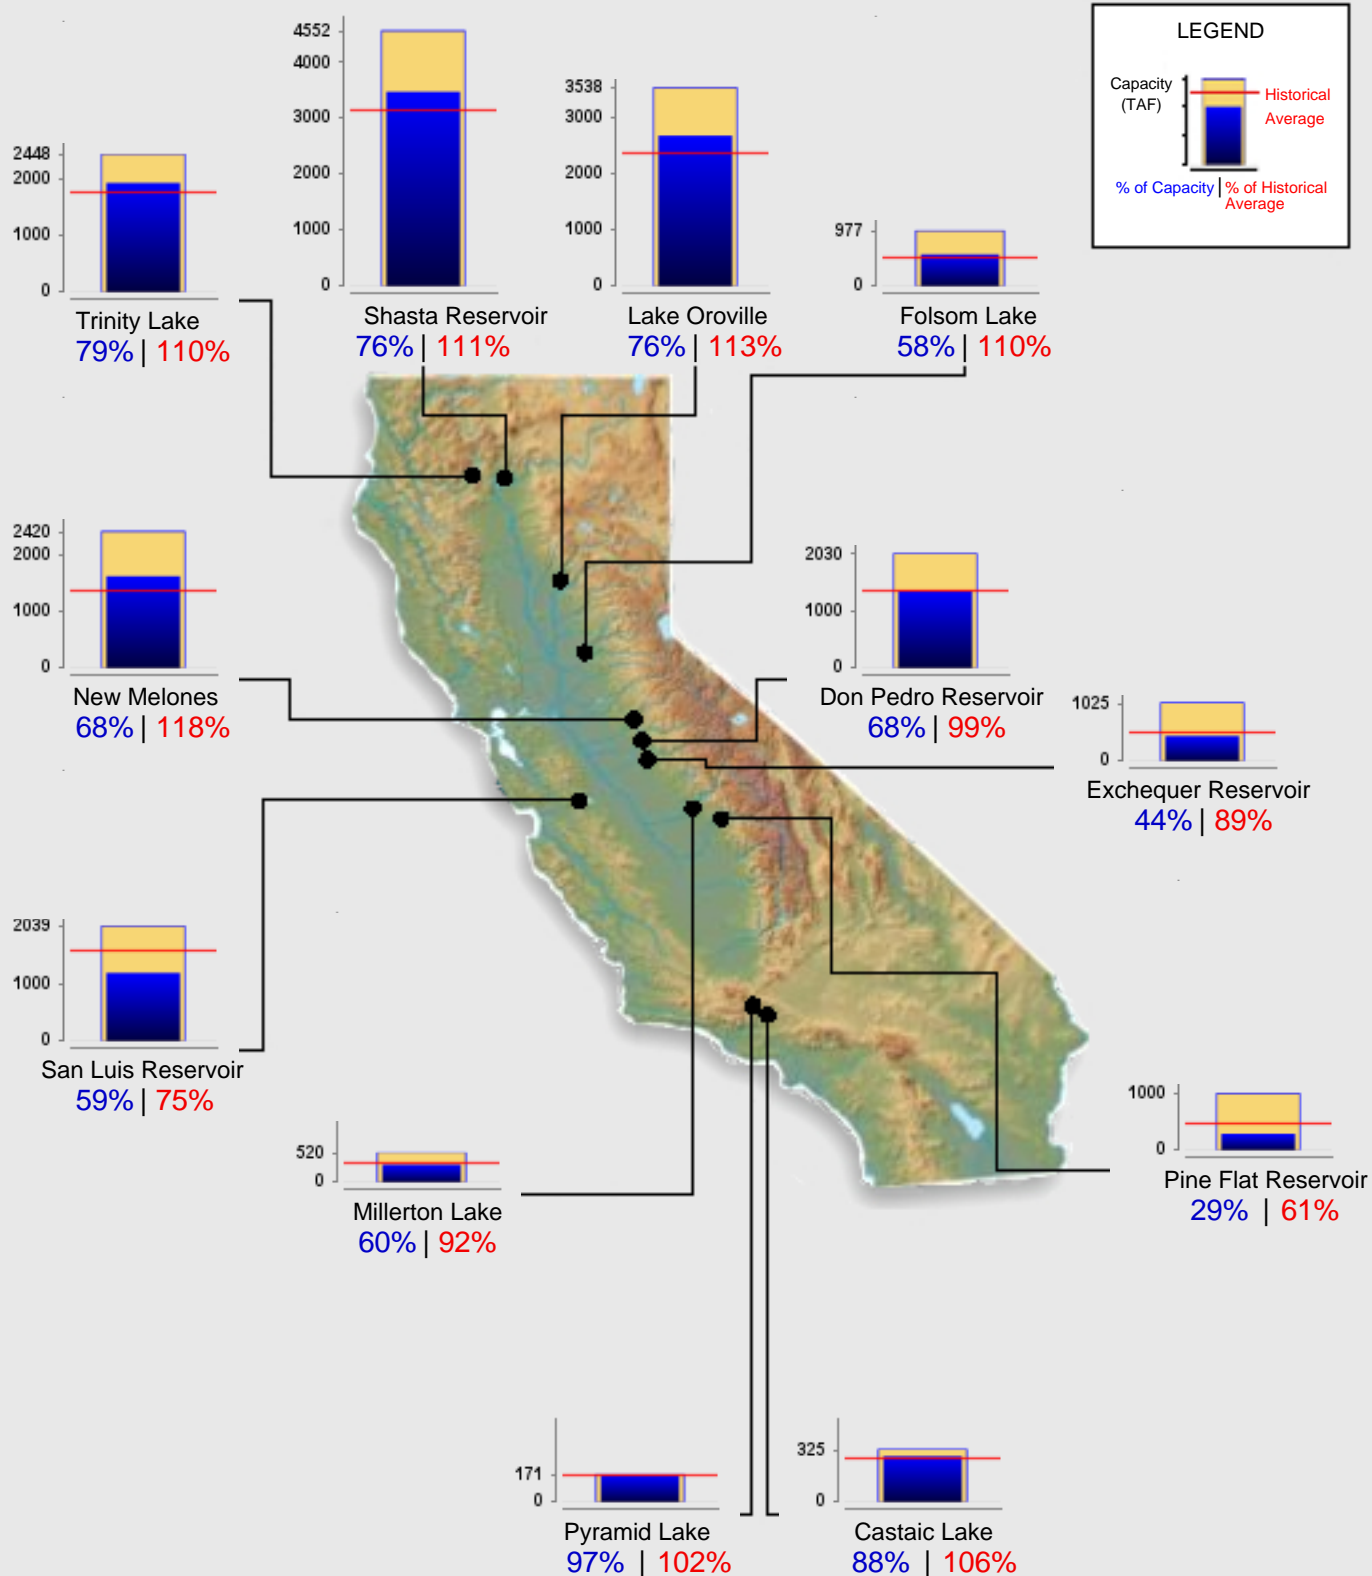 LEGEND
Capacity
(TAF)
Historical
Average
% of Capacity | % of Historical
Average
4552
4000
3000
2000
1000
0
Shasta Reservoir
76% | 111%
3538
3000
2000
1000
0
Lake Oroville
76% | 113%
2448
2000
1000
0
Trinity Lake
79% | 110%
977
0
Folsom Lake
58% | 110%
2420
2000
1000
0
New Melones
68% | 118%
2030
1000
0
Don Pedro Reservoir
68% | 99%
1025
0
Exchequer Reservoir
44% | 89%
2039
1000
0
San Luis Reservoir
59% | 75%
520
0
Millerton Lake
60% | 92%
1000
0
Pine Flat Reservoir
29% | 61%
171
0
Pyramid Lake
97% | 102%
325
0
Castaic Lake
88% | 106%